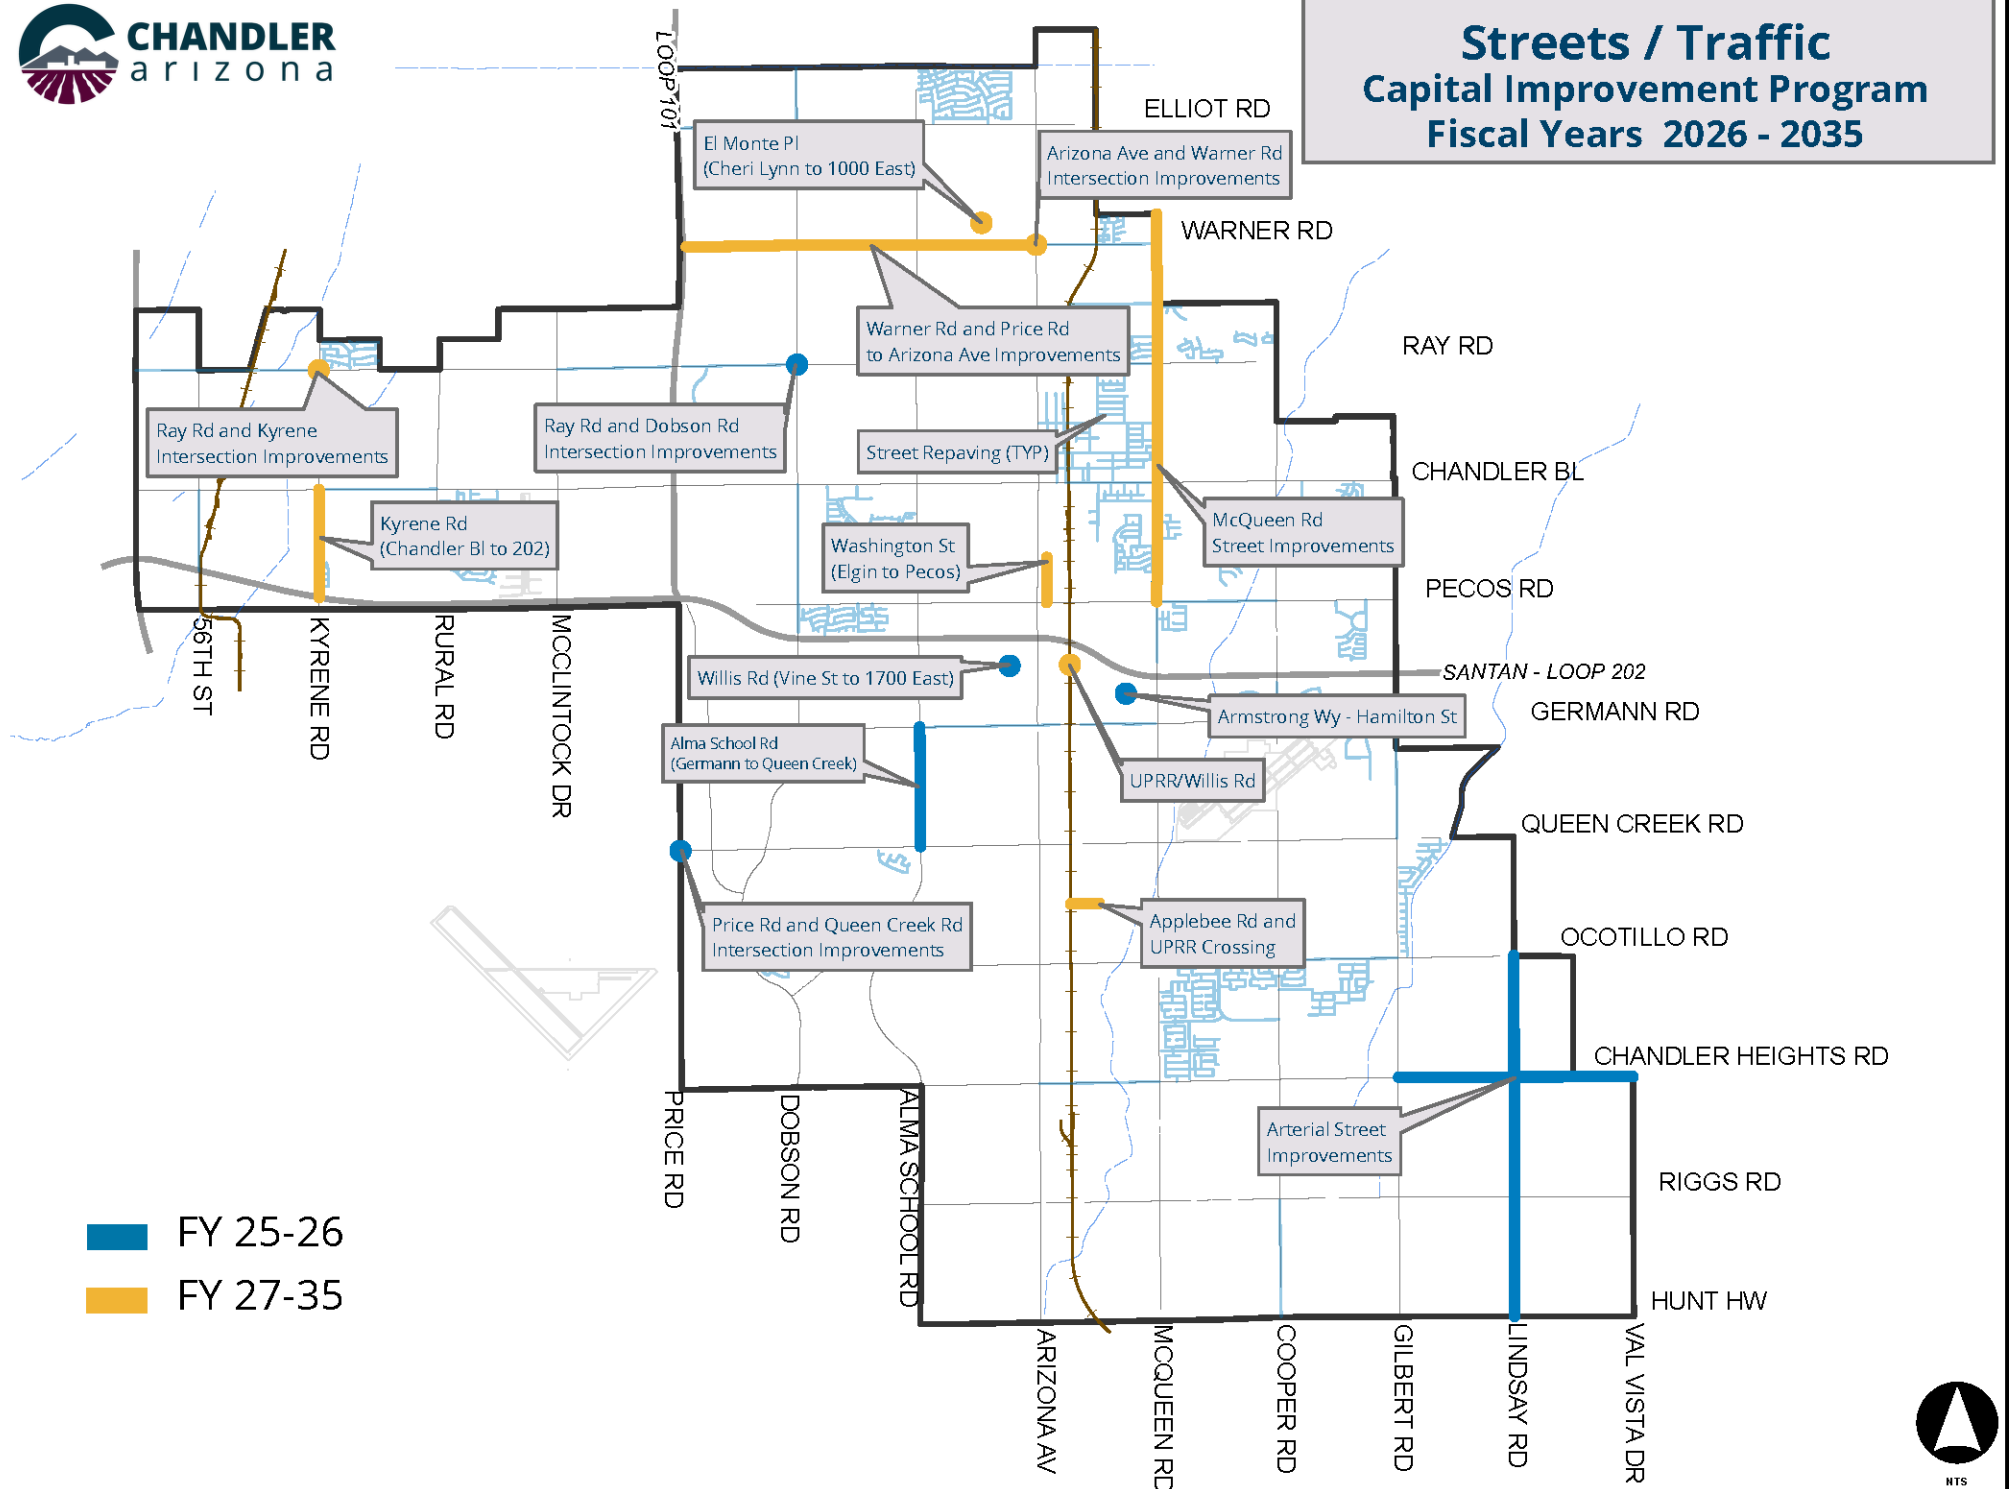 CHANDLER
arizona
Streets / Traffic
Capital Improvement Program
Fiscal Years 2026 - 2035
LOOP 101
ELLIOT RD
El Monte Pl
(Cheri Lynn to 1000 East)
Arizona Ave and Warner Rd
Intersection Improvements
WARNER RD
Warner Rd and Price Rd
to Arizona Ave Improvements
RAY RD
Ray Rd and Kyrene
Intersection Improvements
Ray Rd and Dobson Rd
Intersection Improvements
Street Repaving (TYP)
CHANDLER BL
Kyrene Rd
(Chandler Bl to 202)
McQueen Rd
Street Improvements
Washington St
(Elgin to Pecos)
PECOS RD
56TH ST
KYRENE RD
RURAL RD
MCCLINTOCK DR
Willis Rd (Vine St to 1700 East)
SANTAN - LOOP 202
Armstrong Wy - Hamilton St
GERMANN RD
Alma School Rd
(Germann to Queen Creek)
UPRR/Willis Rd
QUEEN CREEK RD
Price Rd and Queen Creek Rd
Intersection Improvements
Applebee Rd and
UPRR Crossing
OCOTILLO RD
CHANDLER HEIGHTS RD
Arterial Street
Improvements
PRICE RD
DOBSON RD
ALMA SCHOOL RD
RIGGS RD
FY 25-26
FY 27-35
HUNT HW
ARIZONA AV
MCQUEEN RD
COOPER RD
GILBERT RD
LINDSAY RD
VAL VISTA DR
NTS